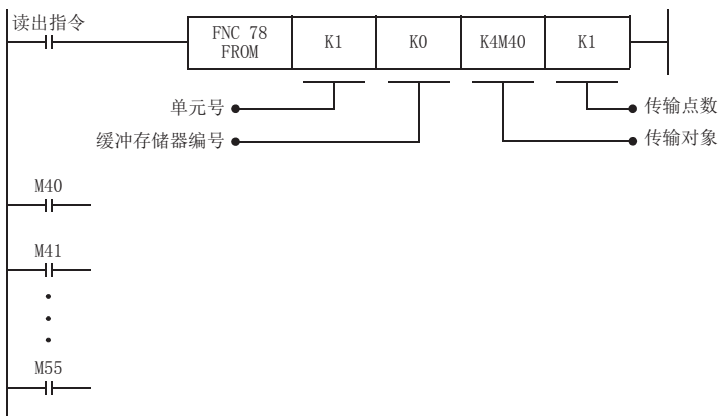 读出指令
FNC 78
FROM
K1
K0
K4M40
K1
单元号
传输点数
缓冲存储器编号
传输对象
M40
M41
M55